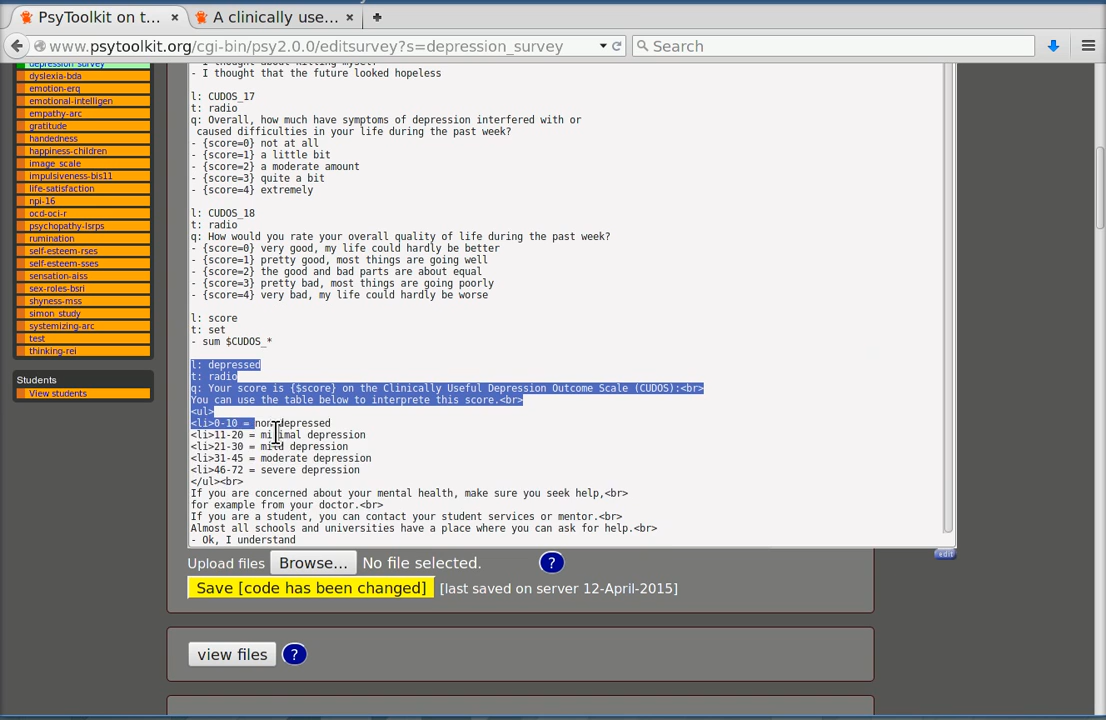 PsyToolkit on t...
A clinically use...
www.psytoolkit.org/cgi-bin/psy2.0.0/editsurvey?s=depression_survey
Search
depression_survey
dyslexia-bda
emotion-erq
emotional-intelligen
empathy-arc
gratitude
handedness
happiness-children
image_scale
impulsiveness-bis11
life-satisfaction
npi-16
ocd-oci-r
psychopathy-lsrps
rumination
self-esteem-rses
self-esteem-sses
sensation-aiss
sex-roles-bsri
shyness-mss
simon_study
systemizing-arc
test
thinking-rei
Students
View students
- I thought about killing myself
- I thought that the future looked hopeless
l: CUDOS_17
t: radio
q: Overall, how much have symptoms of depression interfered with or
caused difficulties in your life during the past week?
- {score=0} not at all
- {score=1} a little bit
- {score=2} a moderate amount
- {score=3} quite a bit
- {score=4} extremely
l: CUDOS_18
t: radio
q: How would you rate your overall quality of life during the past week?
- {score=0} very good, my life could hardly be better
- {score=1} pretty good, most things are going well
- {score=2} the good and bad parts are about equal
- {score=3} pretty bad, most things are going poorly
- {score=4} very bad, my life could hardly be worse
l: score
t: set
- sum $CUDOS_*
l: depressed
t: radio
q: Your score is {$score} on the Clinically Useful Depression Outcome Scale (CUDOS):<br>
You can use the table below to interpret this score.<br>
<ul>
<li>0-10 = nondepressed
<li>11-20 = minimal depression
<li>21-30 = mild depression
<li>31-45 = moderate depression
<li>46-72 = severe depression
</ul><br>
If you are concerned about your mental health, make sure you seek help,<br>
for example from your doctor.<br>
If you are a student, you can contact your student services or mentor.<br>
Almost all schools and universities have a place where you can ask for help.<br>
- Ok, I understand
edit
Upload files Browse... No file selected. ?
Save [code has been changed] [last saved on server 12-April-2015]
view files ?